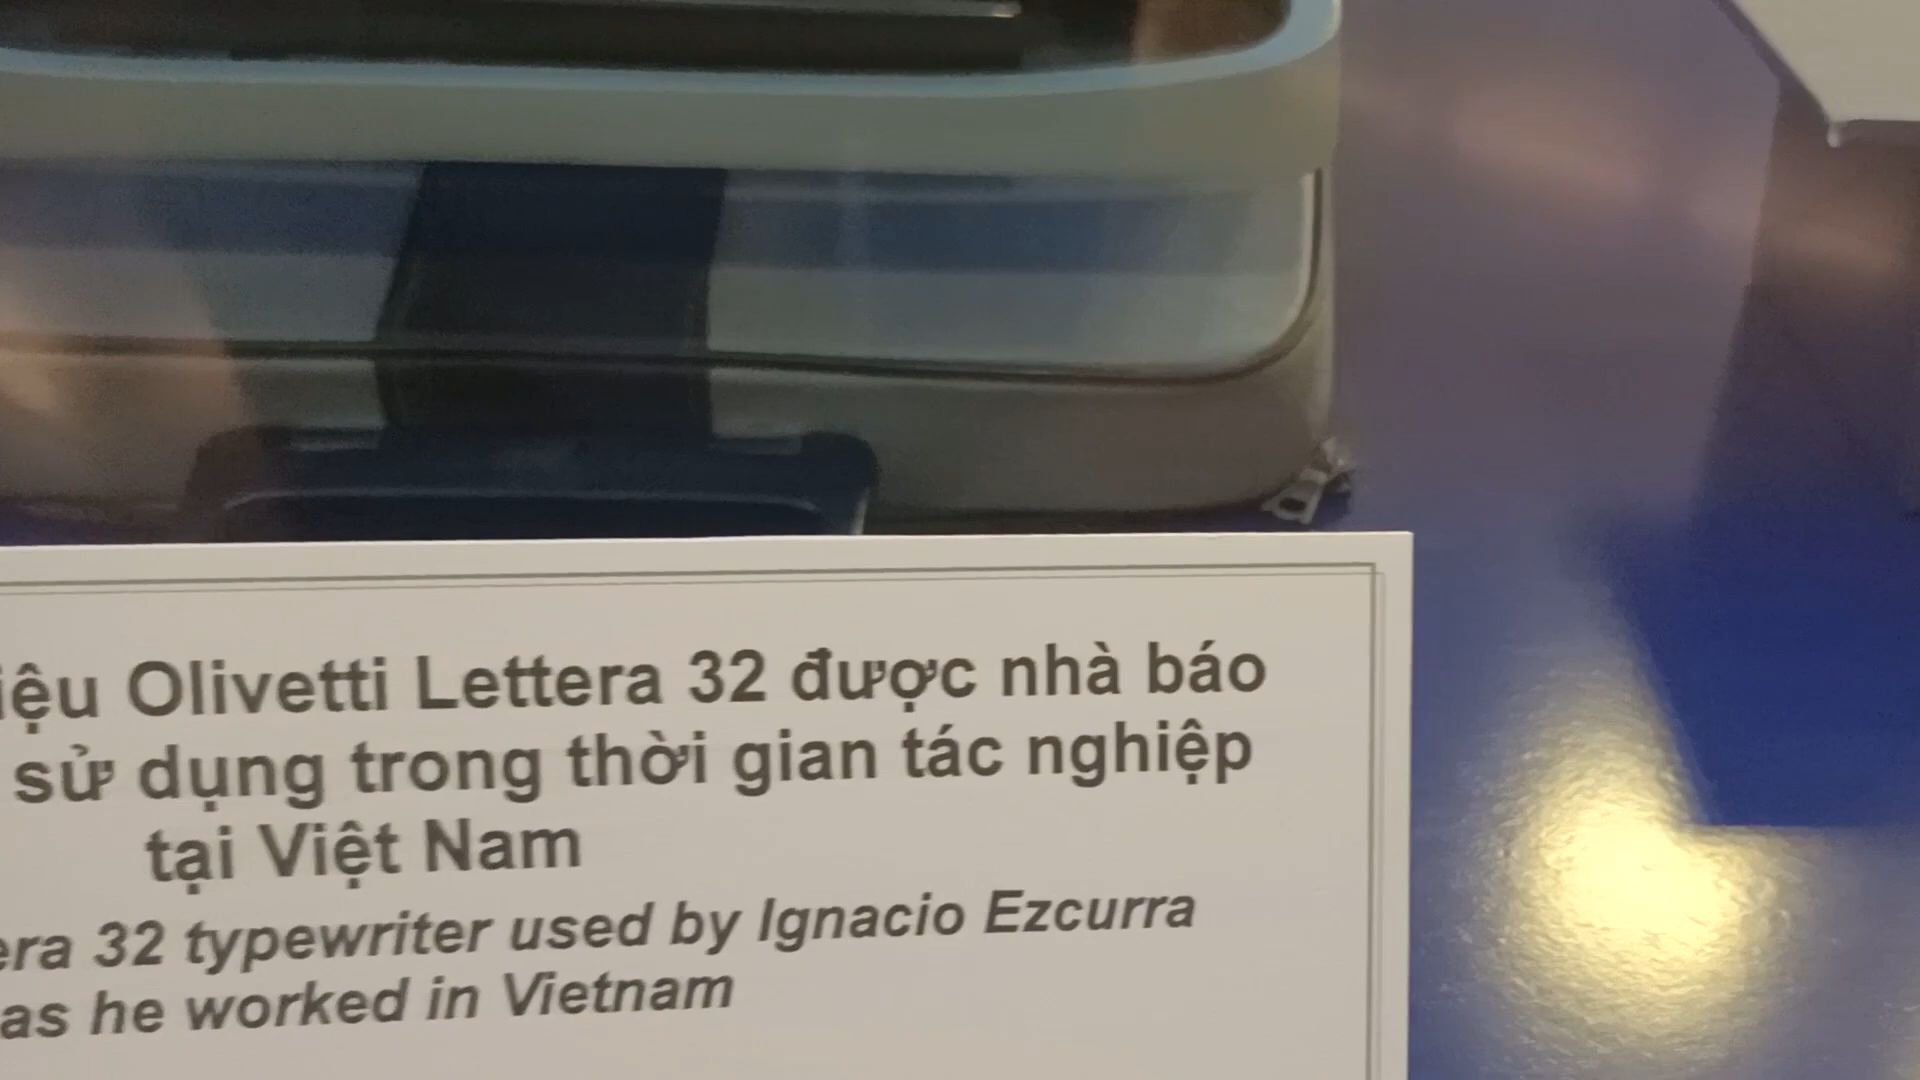 iệu Olivetti Lettera 32 được nhà báo
sử dụng trong thời gian tác nghiệp
tại Việt Nam
era 32 typewriter used by Ignacio Ezcurra
as he worked in Vietnam